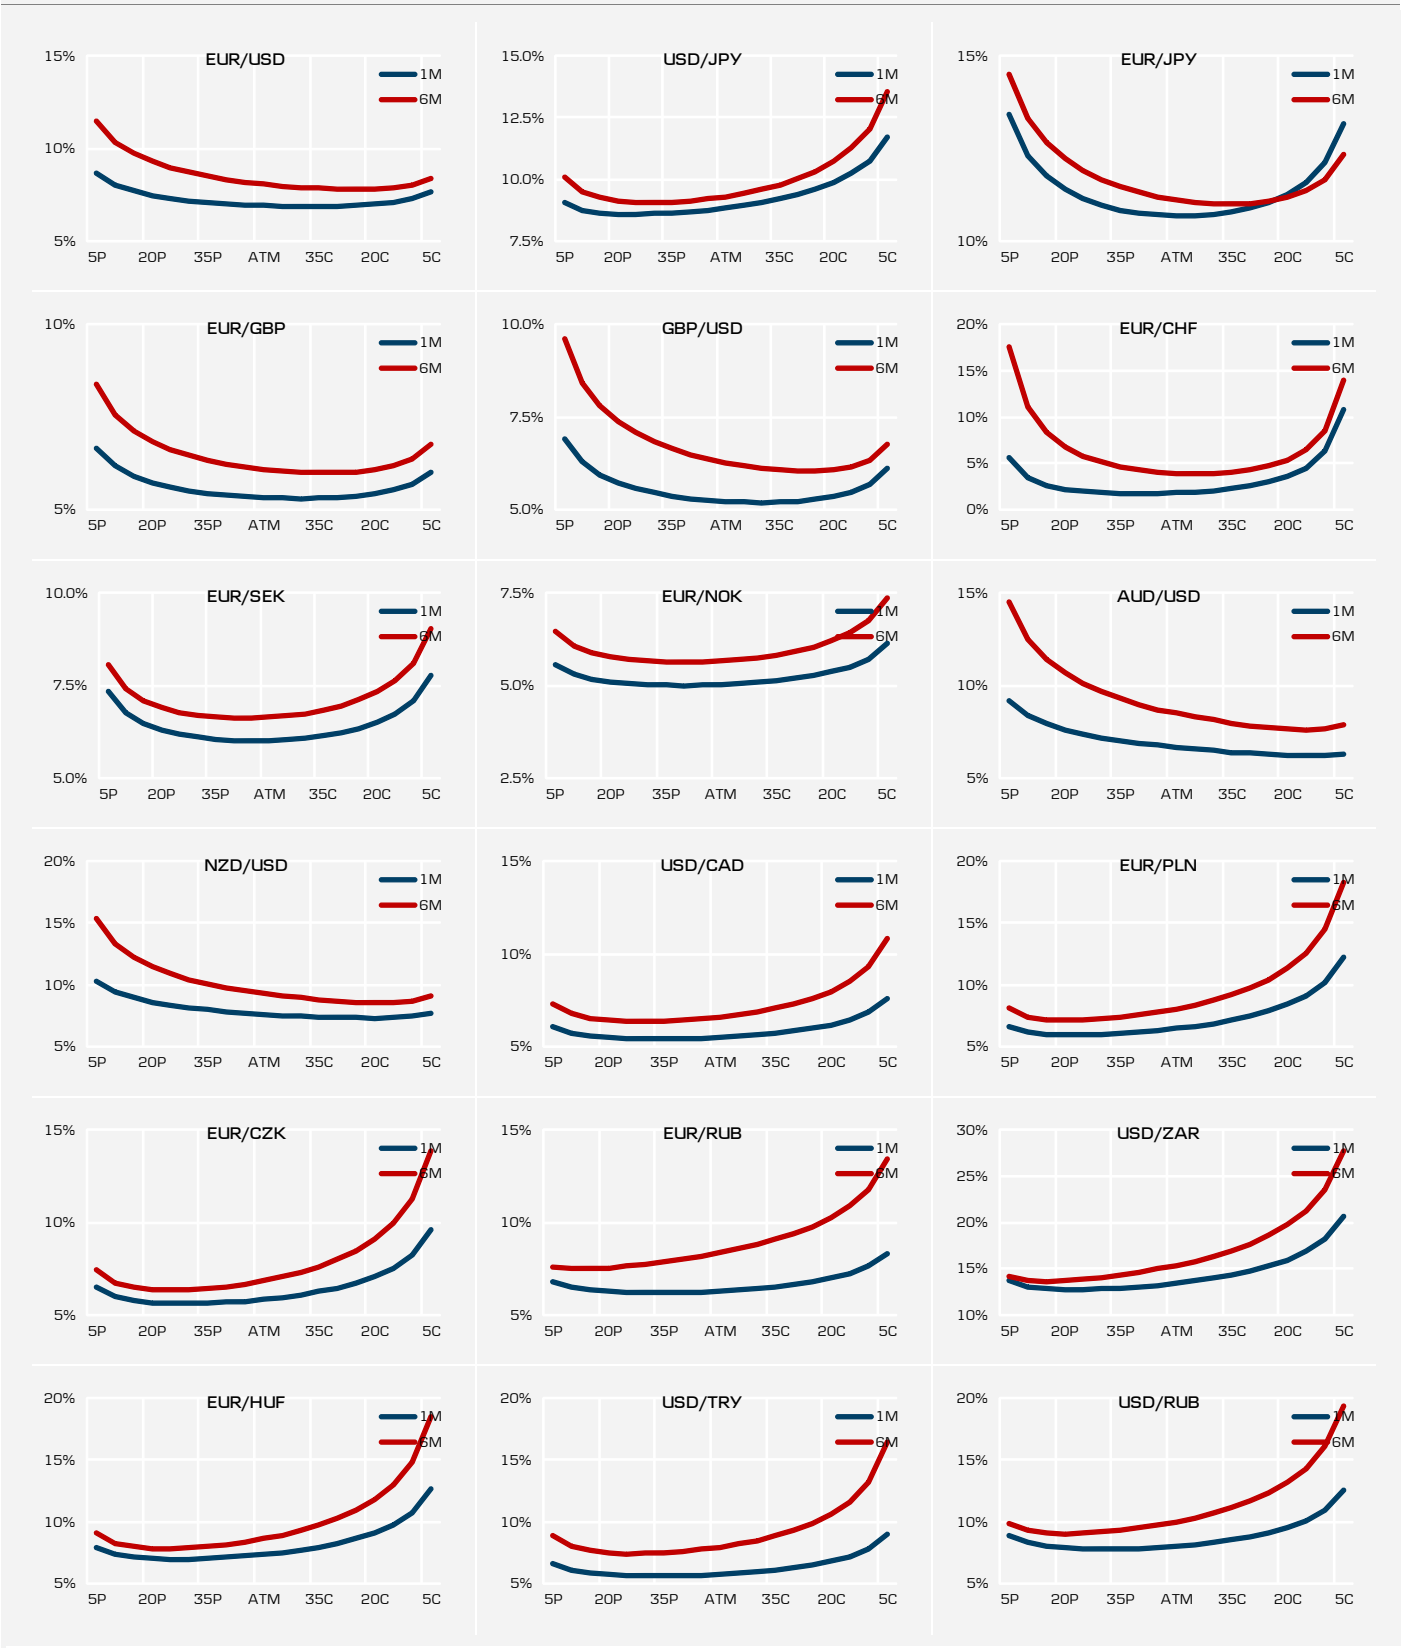 EUR/USD
15%
10%
5%
1M
6M
5P 20P 35P ATM 35C 20C 5C
USD/JPY
15.0%
12.5%
10.0%
7.5%
1M
6M
5P 20P 35P ATM 35C 20C 5C
EUR/JPY
15%
10%
1M
6M
5P 20P 35P ATM 35C 20C 5C
EUR/GBP
10%
5%
1M
6M
5P 20P 35P ATM 35C 20C 5C
GBP/USD
10.0%
7.5%
5.0%
1M
6M
5P 20P 35P ATM 35C 20C 5C
EUR/CHF
20%
15%
10%
5%
0%
1M
6M
5P 20P 35P ATM 35C 20C 5C
EUR/SEK
10.0%
7.5%
5.0%
1M
6M
5P 20P 35P ATM 35C 20C 5C
EUR/NOK
7.5%
5.0%
2.5%
1M
6M
5P 20P 35P ATM 35C 20C 5C
AUD/USD
15%
10%
5%
1M
6M
5P 20P 35P ATM 35C 20C 5C
NZD/USD
20%
15%
10%
5%
1M
6M
5P 20P 35P ATM 35C 20C 5C
USD/CAD
15%
10%
5%
1M
6M
5P 20P 35P ATM 35C 20C 5C
EUR/PLN
20%
15%
10%
5%
1M
6M
5P 20P 35P ATM 35C 20C 5C
EUR/CZK
15%
10%
5%
1M
6M
5P 20P 35P ATM 35C 20C 5C
EUR/RUB
15%
10%
5%
1M
6M
5P 20P 35P ATM 35C 20C 5C
USD/ZAR
30%
25%
20%
15%
10%
1M
6M
5P 20P 35P ATM 35C 20C 5C
EUR/HUF
20%
15%
10%
5%
1M
6M
5P 20P 35P ATM 35C 20C 5C
USD/TRY
20%
15%
10%
5%
1M
6M
5P 20P 35P ATM 35C 20C 5C
USD/RUB
20%
15%
10%
5%
1M
6M
5P 20P 35P ATM 35C 20C 5C